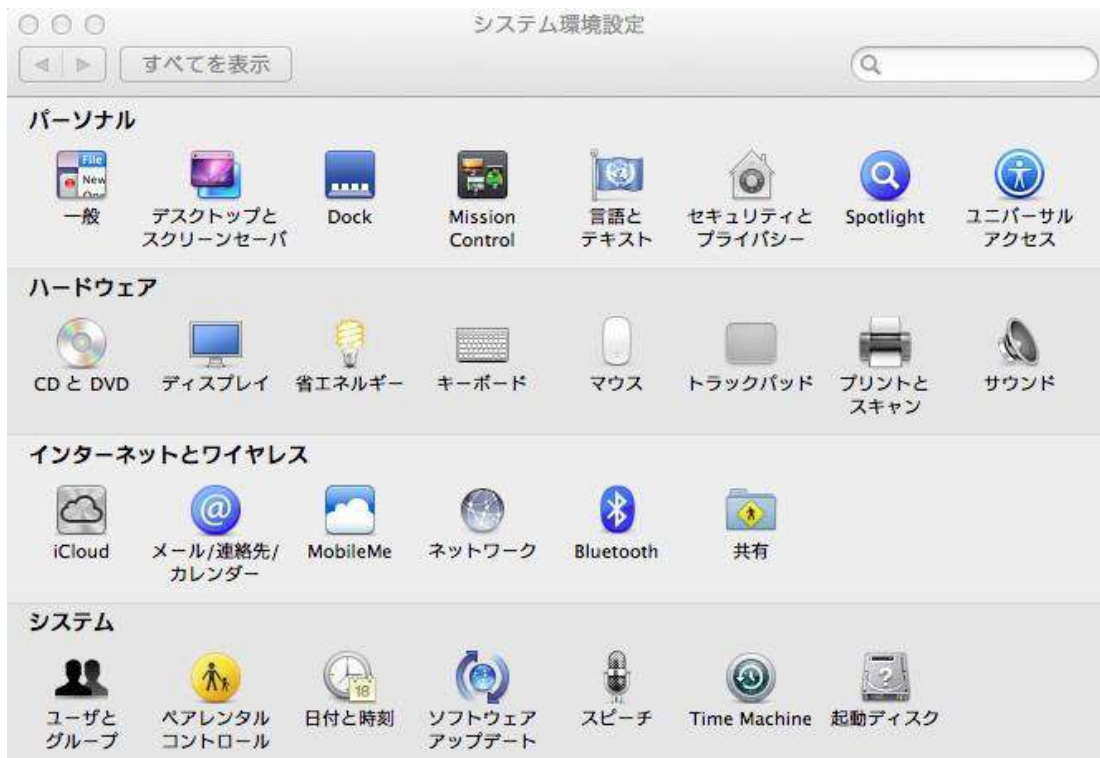 システム環境設定
すべてを表示
パーソナル
File
New
一般
デスクトップと
スクリーンセーバ
Dock
Mission
Control
言語と
テキスト
セキュリティと
プライバシー
Spotlight
ユニバーサル
アクセス
ハードウェア
CD と DVD
ディスプレイ
省エネルギー
キーボード
マウス
トラックパッド
プリントと
スキャン
サウンド
インターネットとワイヤレス
iCloud
@
メール/連絡先/
カレンダー
MobileMe
ネットワーク
Bluetooth
共有
システム
ユーザと
グループ
ペアレンタル
コントロール
18
日付と時刻
ソフトウェア
アップデート
スピーチ
Time Machine
?
起動ディスク